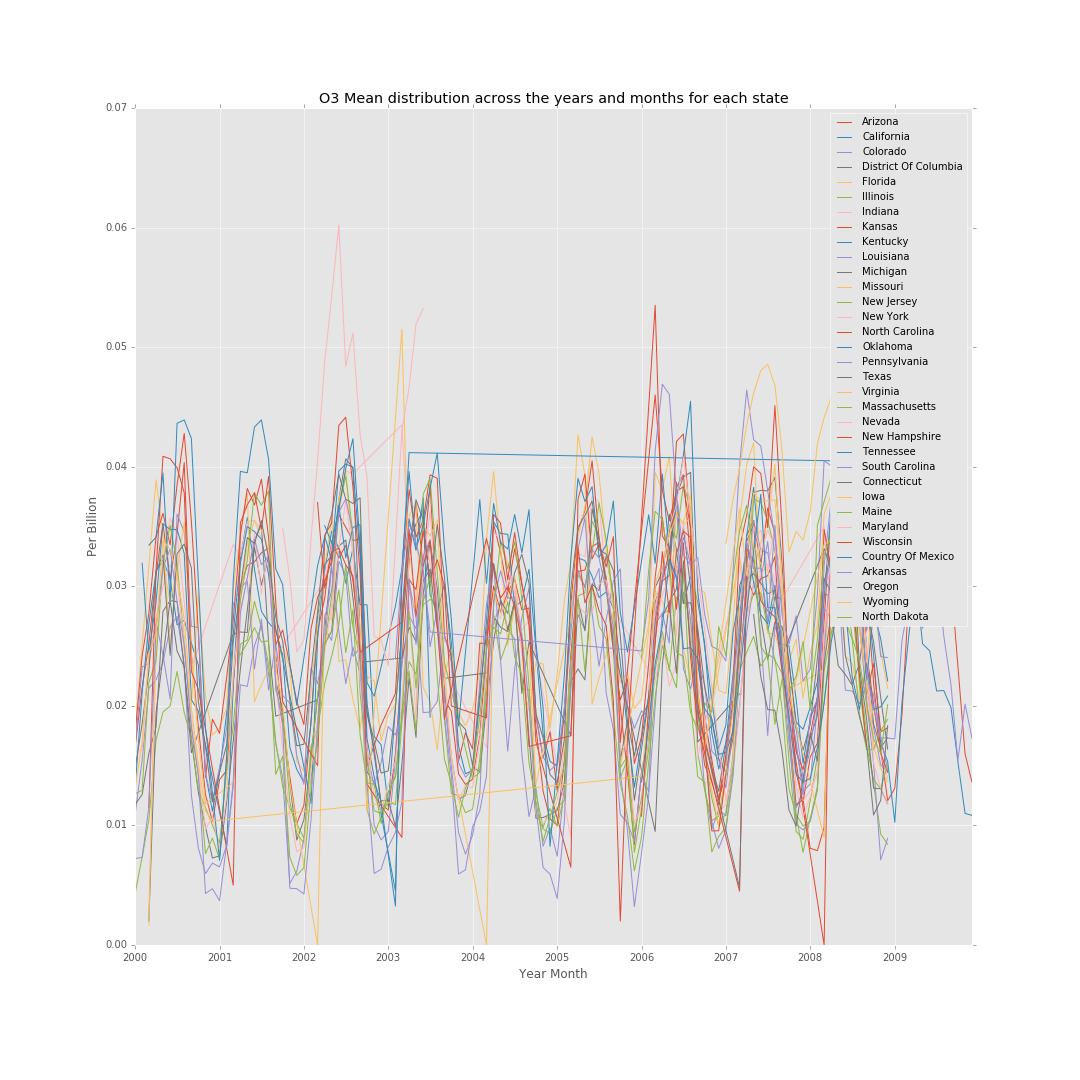 O3 Mean distribution across the years and months for each state
0.07
0.06
0.05
0.04
0.03
0.02
0.01
0.00
Per Billion
2000 2001 2002 2003 2004 2005 2006 2007 2008 2009
Year Month
Arizona
California
Colorado
District Of Columbia
Florida
Illinois
Indiana
Kansas
Kentucky
Louisiana
Michigan
Missouri
New Jersey
New York
North Carolina
Oklahoma
Pennsylvania
Texas
Virginia
Massachusetts
Nevada
New Hampshire
Tennessee
South Carolina
Connecticut
Iowa
Maine
Maryland
Wisconsin
Country Of Mexico
Arkansas
Oregon
Wyoming
North Dakota